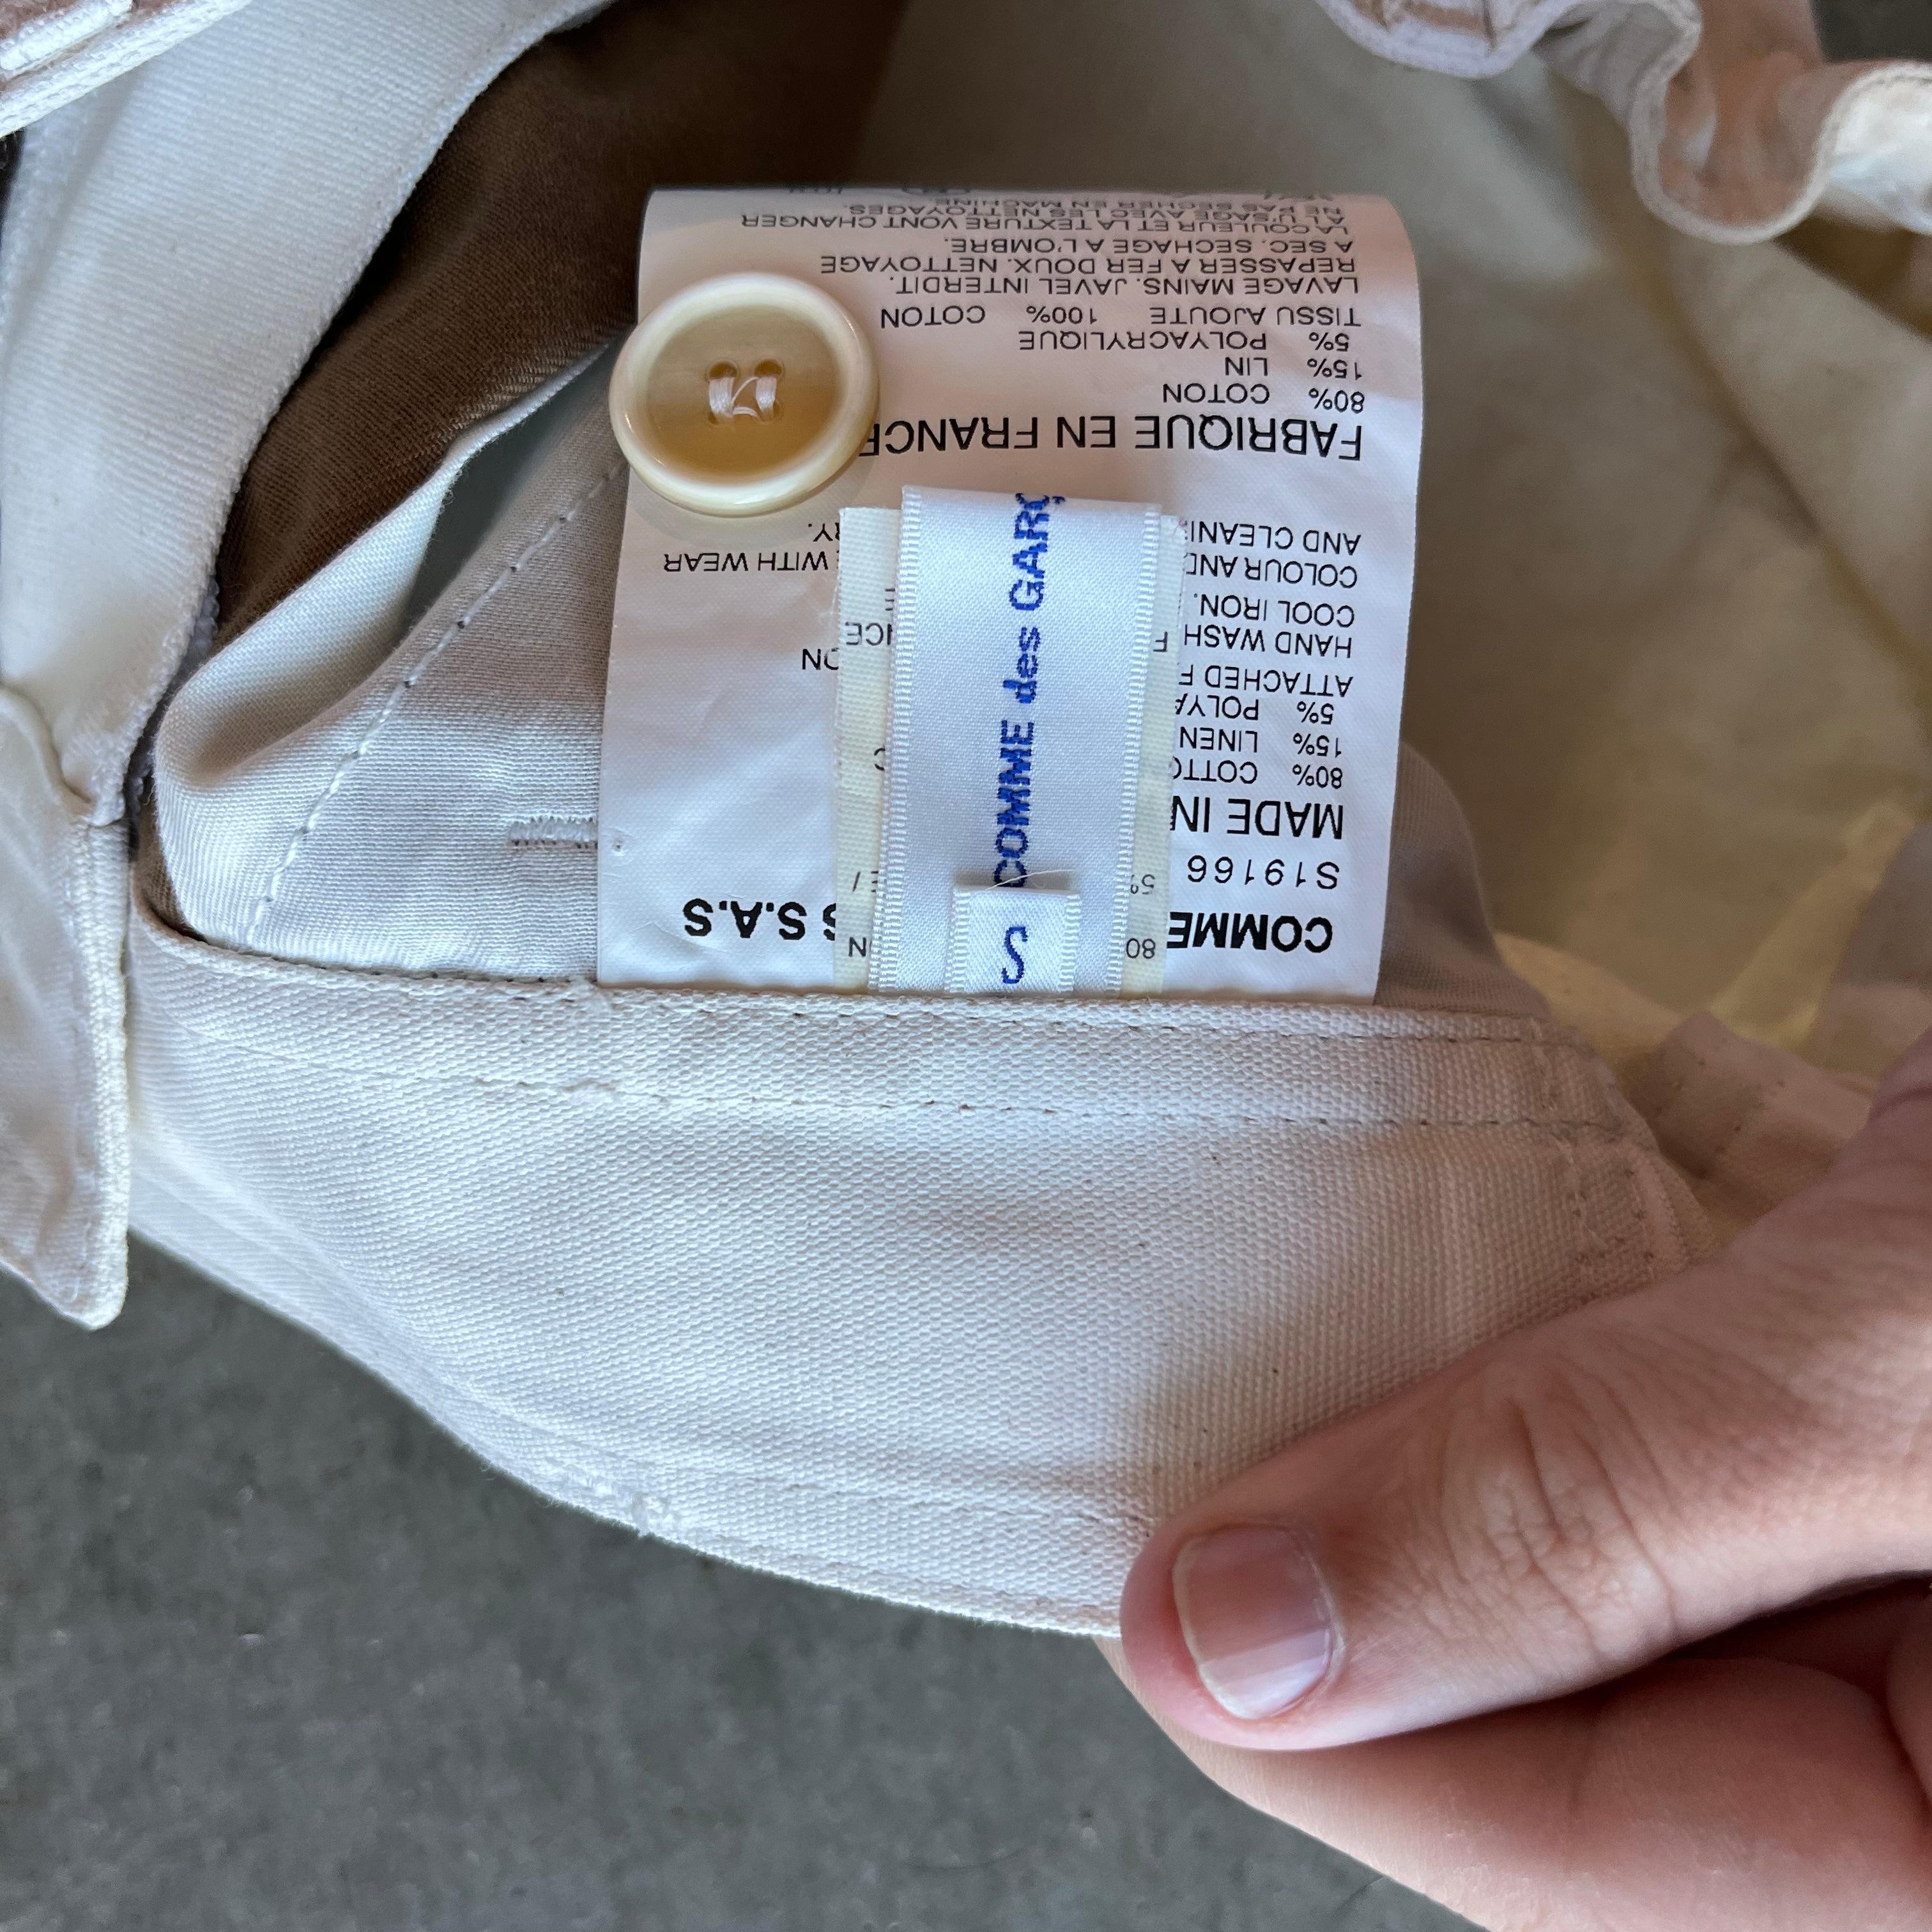 COMME des GARÇ
S
COMME S S.A.S
S19166
MADE IN
80% COTTO
15% LINEN
5% POLYA
ATTACHED F
HAND WASH
COOL IRON.
COLOUR AND WITH WEAR
AND CLEANI RY.
FABRIQUE EN FRANCE
80% COTON
15% LIN
5% POLYACRYLIQUE
TISSU AJOUTE 100% COTON
LAVAGE MAINS. JAVEL INTERDIT.
REPASSER A FER DOUX. NETTOYAGE
A SEC. SECHAGE A L'OMBRE.
LA COULEUR ET LA TEXTURE VONT CHANGER
A L'USAGE AVEC LES NETTOYAGES.
NE PAS SECHER EN MACHINE.